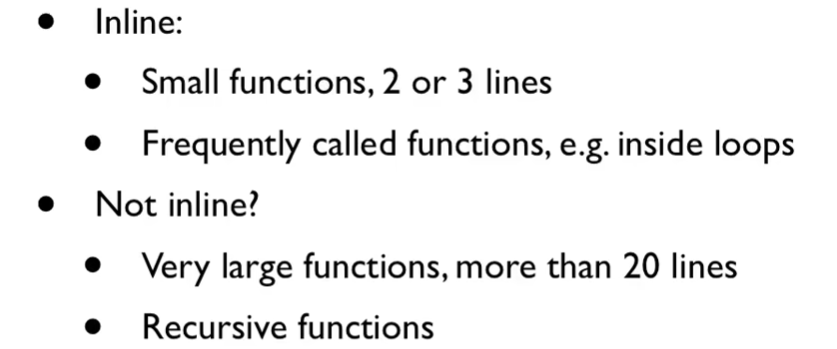 • Inline:
• Small functions, 2 or 3 lines
• Frequently called functions, e.g. inside loops
• Not inline?
• Very large functions, more than 20 lines
• Recursive functions